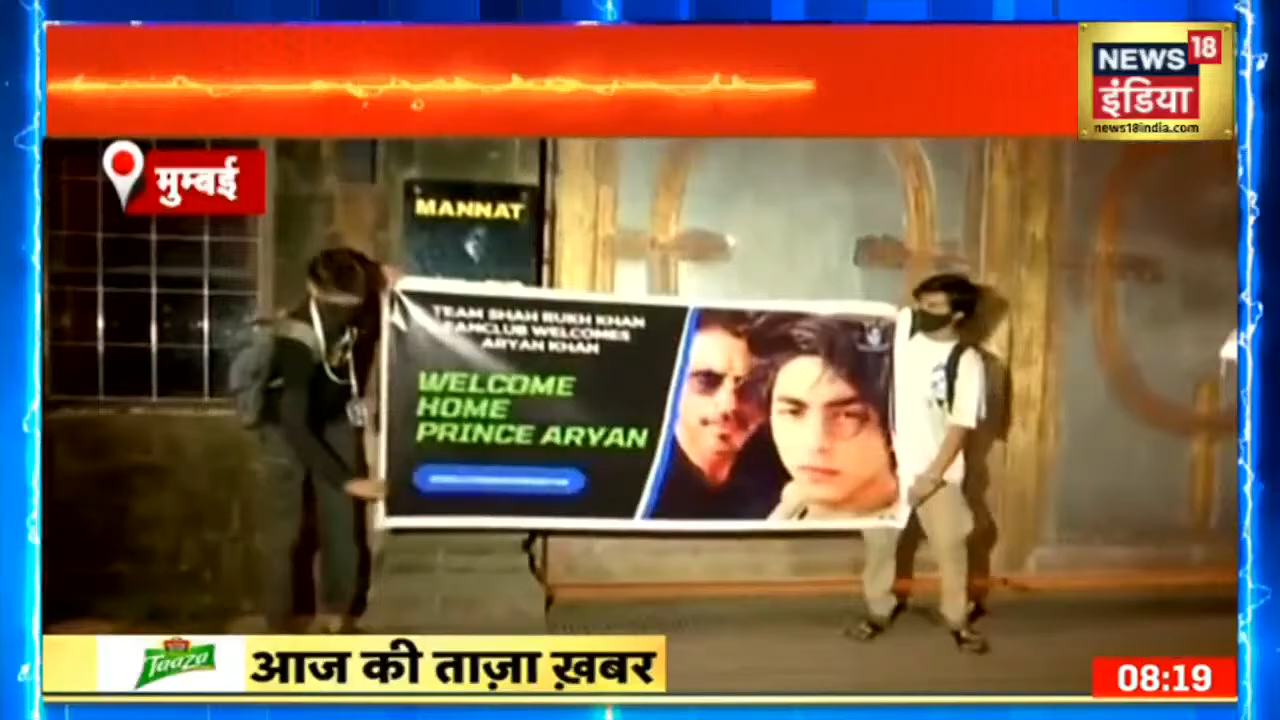 NEWS 18
इंडिया
news18india.com
मुम्बई
MANNAT
TEAM SHAH RUKH KHAN
FANCLUB WELCOMES
ARYAN KHAN
WELCOME
HOME
PRINCE ARYAN
Taaza
आज की ताज़ा ख़बर
08:19